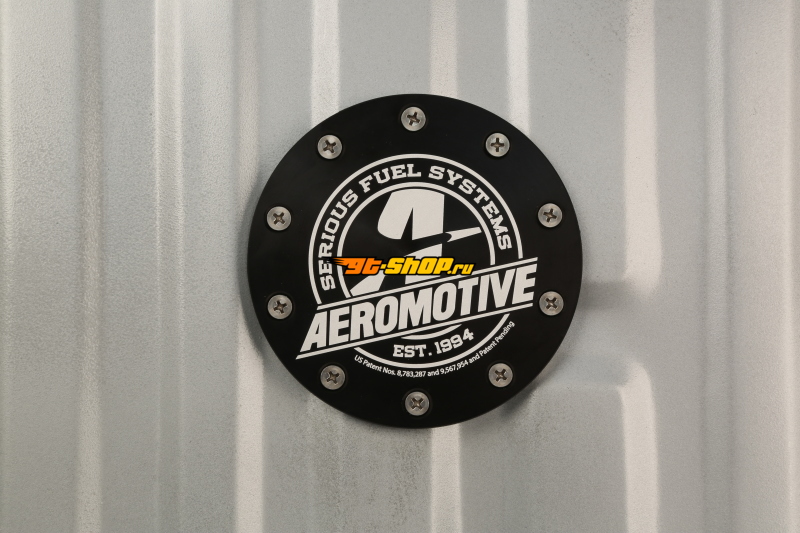 SERIOUS FUEL SYSTEMS
gt-shop.ru
AEROMOTIVE
EST. 1994
US Patent Nos. 8,783,287 and 9,567,954 and Patent Pending